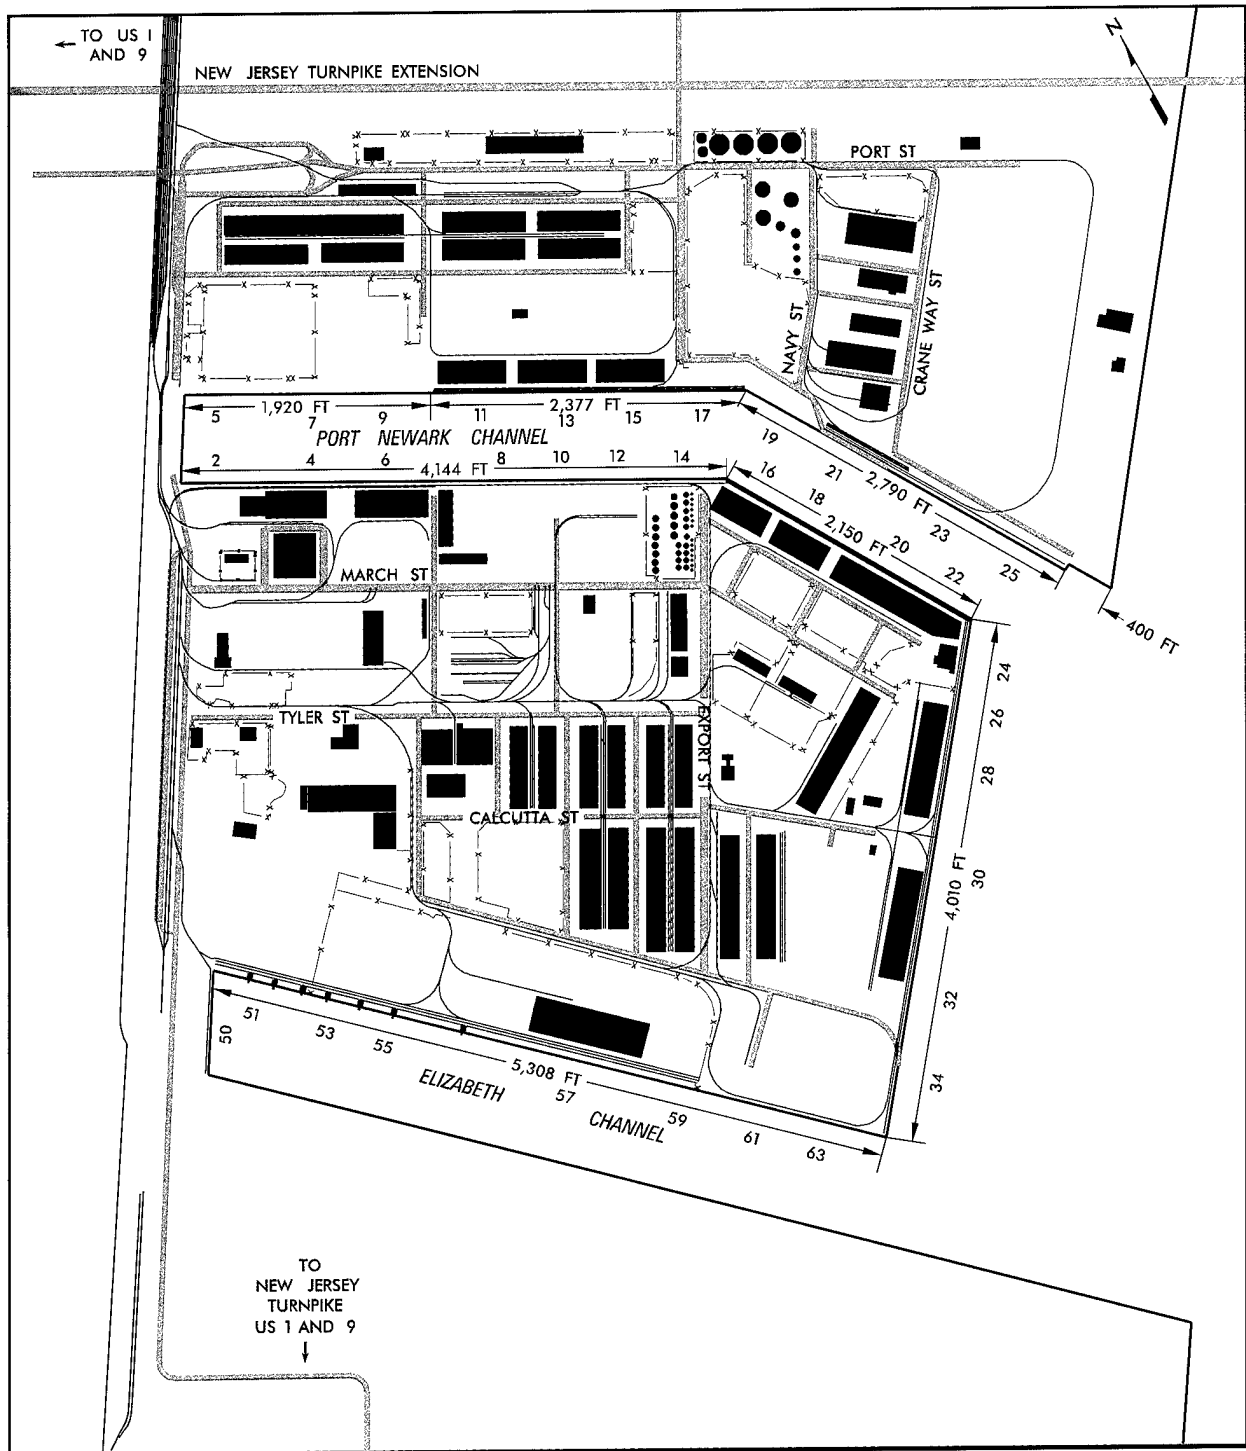 ← TO US 1
AND 9
N
NEW JERSEY TURNPIKE EXTENSION
PORT ST
NAVY ST
CRANE WAY ST
1,920 FT
2,377 FT
5
7
9
11
13
15
17
PORT NEWARK CHANNEL
2
4
6
8
10
12
14
4,144 FT
19
21
2,790 FT
23
25
16
18
2,150 FT
20
22
400 FT
MARCH ST
TYLER ST
EXPORT ST
CALCUTTA ST
24
26
28
4,010 FT
30
32
34
50
51
53
55
5,308 FT
57
59
61
63
ELIZABETH CHANNEL
TO
NEW JERSEY
TURNPIKE
US 1 AND 9
↓